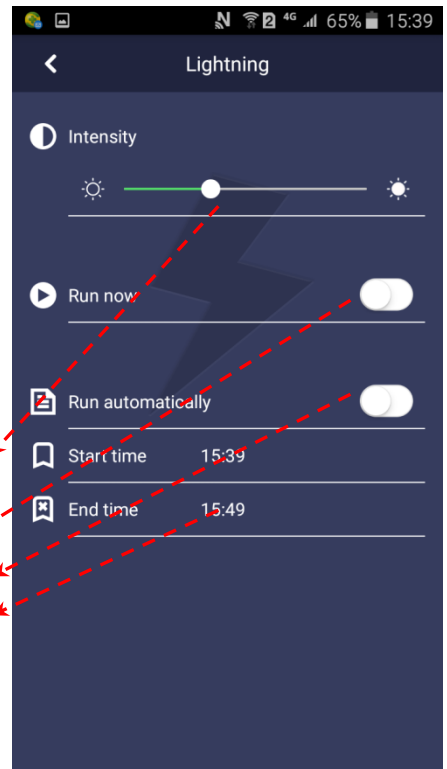 2 4G 65% 15:39
Lightning
Intensity
Run now
Run automatically
Start time 15:39
End time 15:49